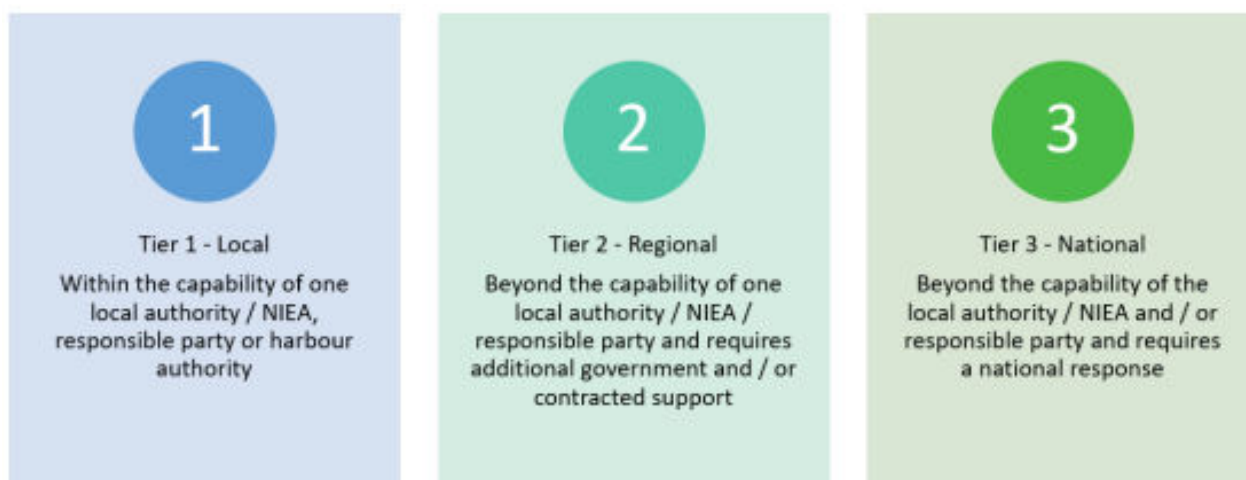 1
Tier 1 - Local
Within the capability of one
local authority / NIEA,
responsible party or harbour
authority
2
Tier 2 - Regional
Beyond the capability of one
local authority / NIEA /
responsible party and requires
additional government and / or
contracted support
3
Tier 3 - National
Beyond the capability of the
local authority / NIEA and / or
responsible party and requires
a national response